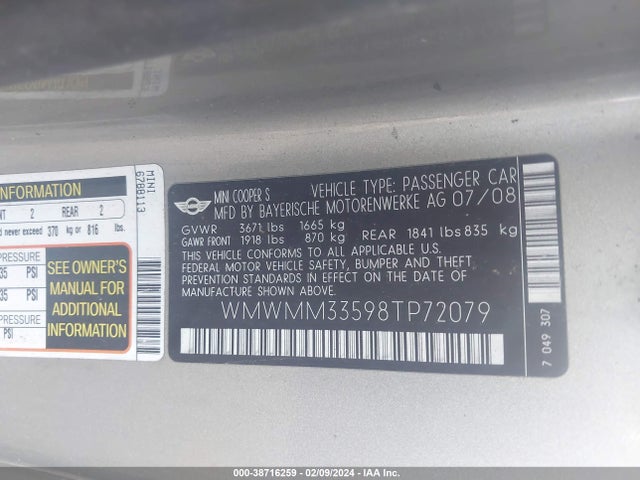 INFORMATION
NT 2 REAR 2
d never exceed 370 kg or 816 lbs.
PRESSURE
35 PSI
35 PSI
PSI
SEE OWNER'S
MANUAL FOR
ADDITIONAL
INFORMATION
MINI
6788113
MINI
MINI COOPER S VEHICLE TYPE: PASSENGER CAR
MFD BY BAYERISCHE MOTORENWERKE AG 07/08
GVWR 3671 lbs 1665 kg
GAWR FRONT 1918 lbs 870 kg REAR 1841 lbs 835 kg
THIS VEHICLE CONFORMS TO ALL APPLICABLE U.S.
FEDERAL MOTOR VEHICLE SAFETY, BUMPER AND THEFT
PREVENTION STANDARDS IN EFFECT ON THE DATE OF
MANUFACTURE SHOWN ABOVE.
WMWMM33598TP72079
7 049 307
000-38716259 - 02/09/2024 - IAA Inc.